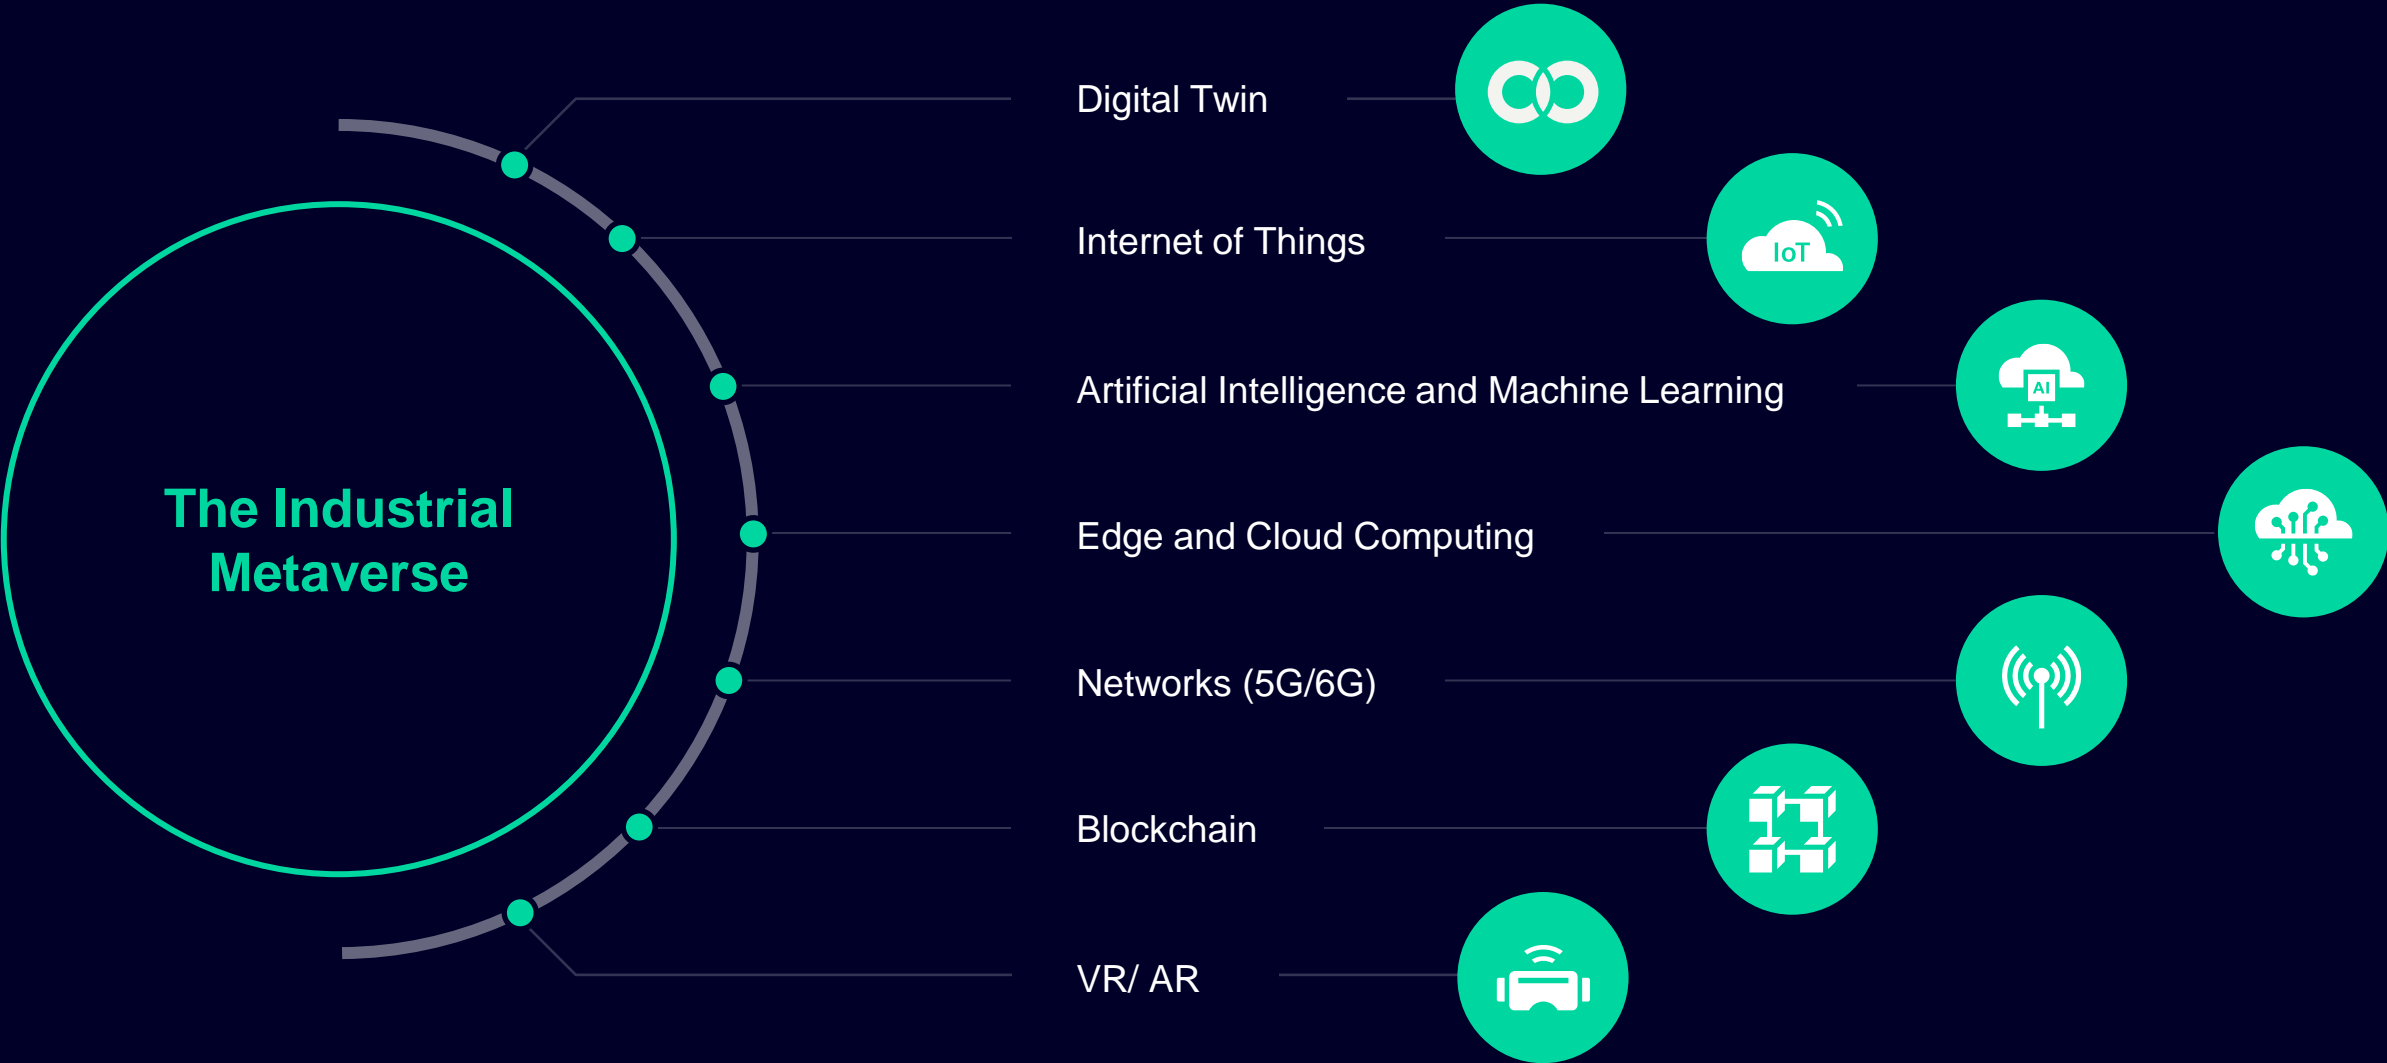 The Industrial
Metaverse
Digital Twin
Internet of Things
IoT
Artificial Intelligence and Machine Learning
AI
Edge and Cloud Computing
Networks (5G/6G)
Blockchain
VR/ AR